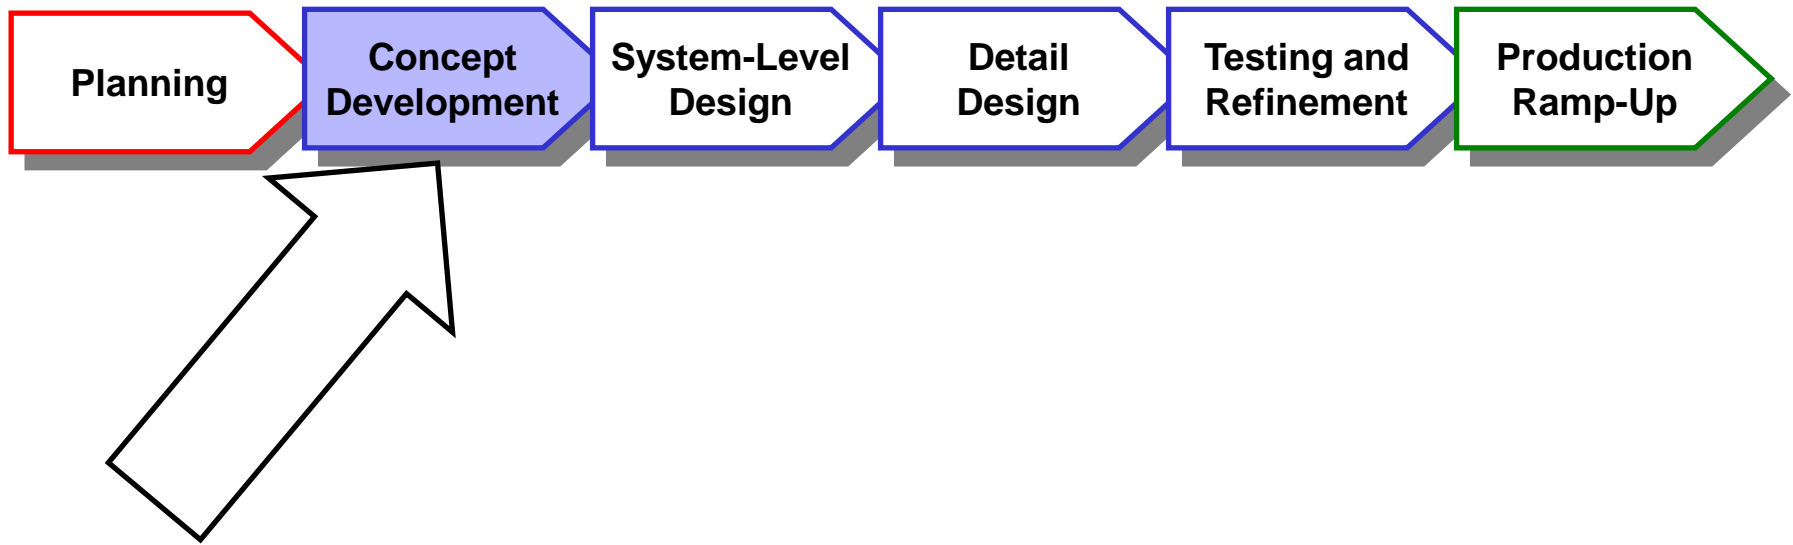 Planning
Concept
Development
System-Level
Design
Detail
Design
Testing and
Refinement
Production
Ramp-Up